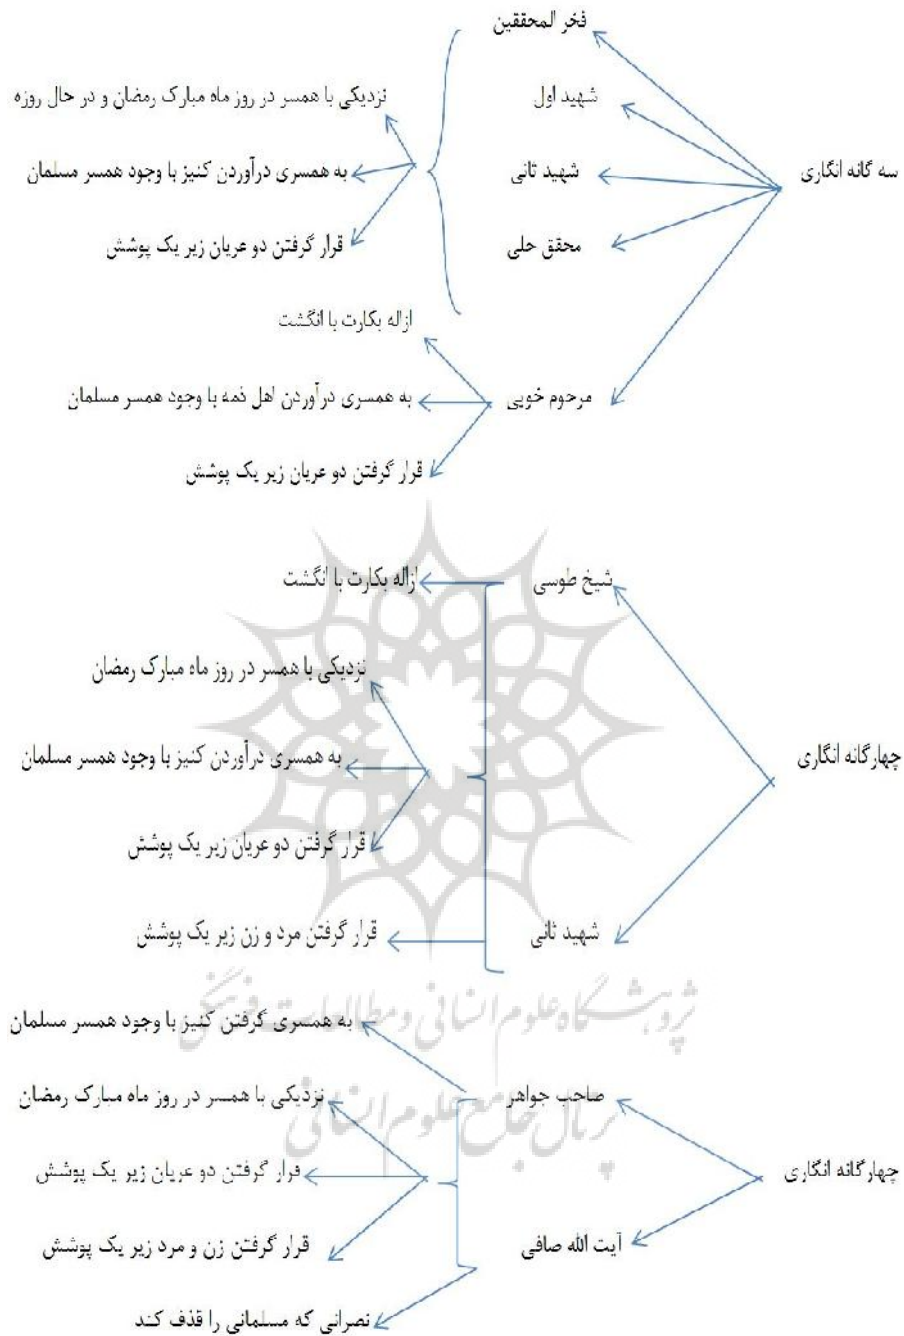 فخر المحققین
شهید اول
نزدیکی با همسر در روز ماه مبارک رمضان و در حال روزه
سه گانه انگاری
شهید ثانی
به همسری درآوردن کنیز با وجود همسر مسلمان
محقق حلی
قرار گرفتن دو عریان زیر یک پوشش
ازاله بکارت با انگشت
مرحوم خویی
به همسری درآوردن اهل ذمه با وجود همسر مسلمان
قرار گرفتن دو عریان زیر یک پوشش
شیخ طوسی
ازاله بکارت با انگشت
نزدیکی با همسر در روز ماه مبارک رمضان
چهارگانه انگاری
به همسری درآوردن کنیز با وجود همسر مسلمان
قرار گرفتن دو عریان زیر یک پوشش
شهید ثانی
قرار گرفتن مرد و زن زیر یک پوشش
پژوهشگاه علوم انسانی و مطالعات فرهنگی
به همسری گرفتن کنیز با وجود همسر مسلمان
صاحب جواهر
نزدیکی با همسر در روز ماه مبارک رمضان
پرتال جامع علوم انسانی
چهارگانه انگاری
قرار گرفتن دو عریان زیر یک پوشش
آیت الله صافی
قرار گرفتن زن و مرد زیر یک پوشش
نصرانی که مسلمانی را قذف کند